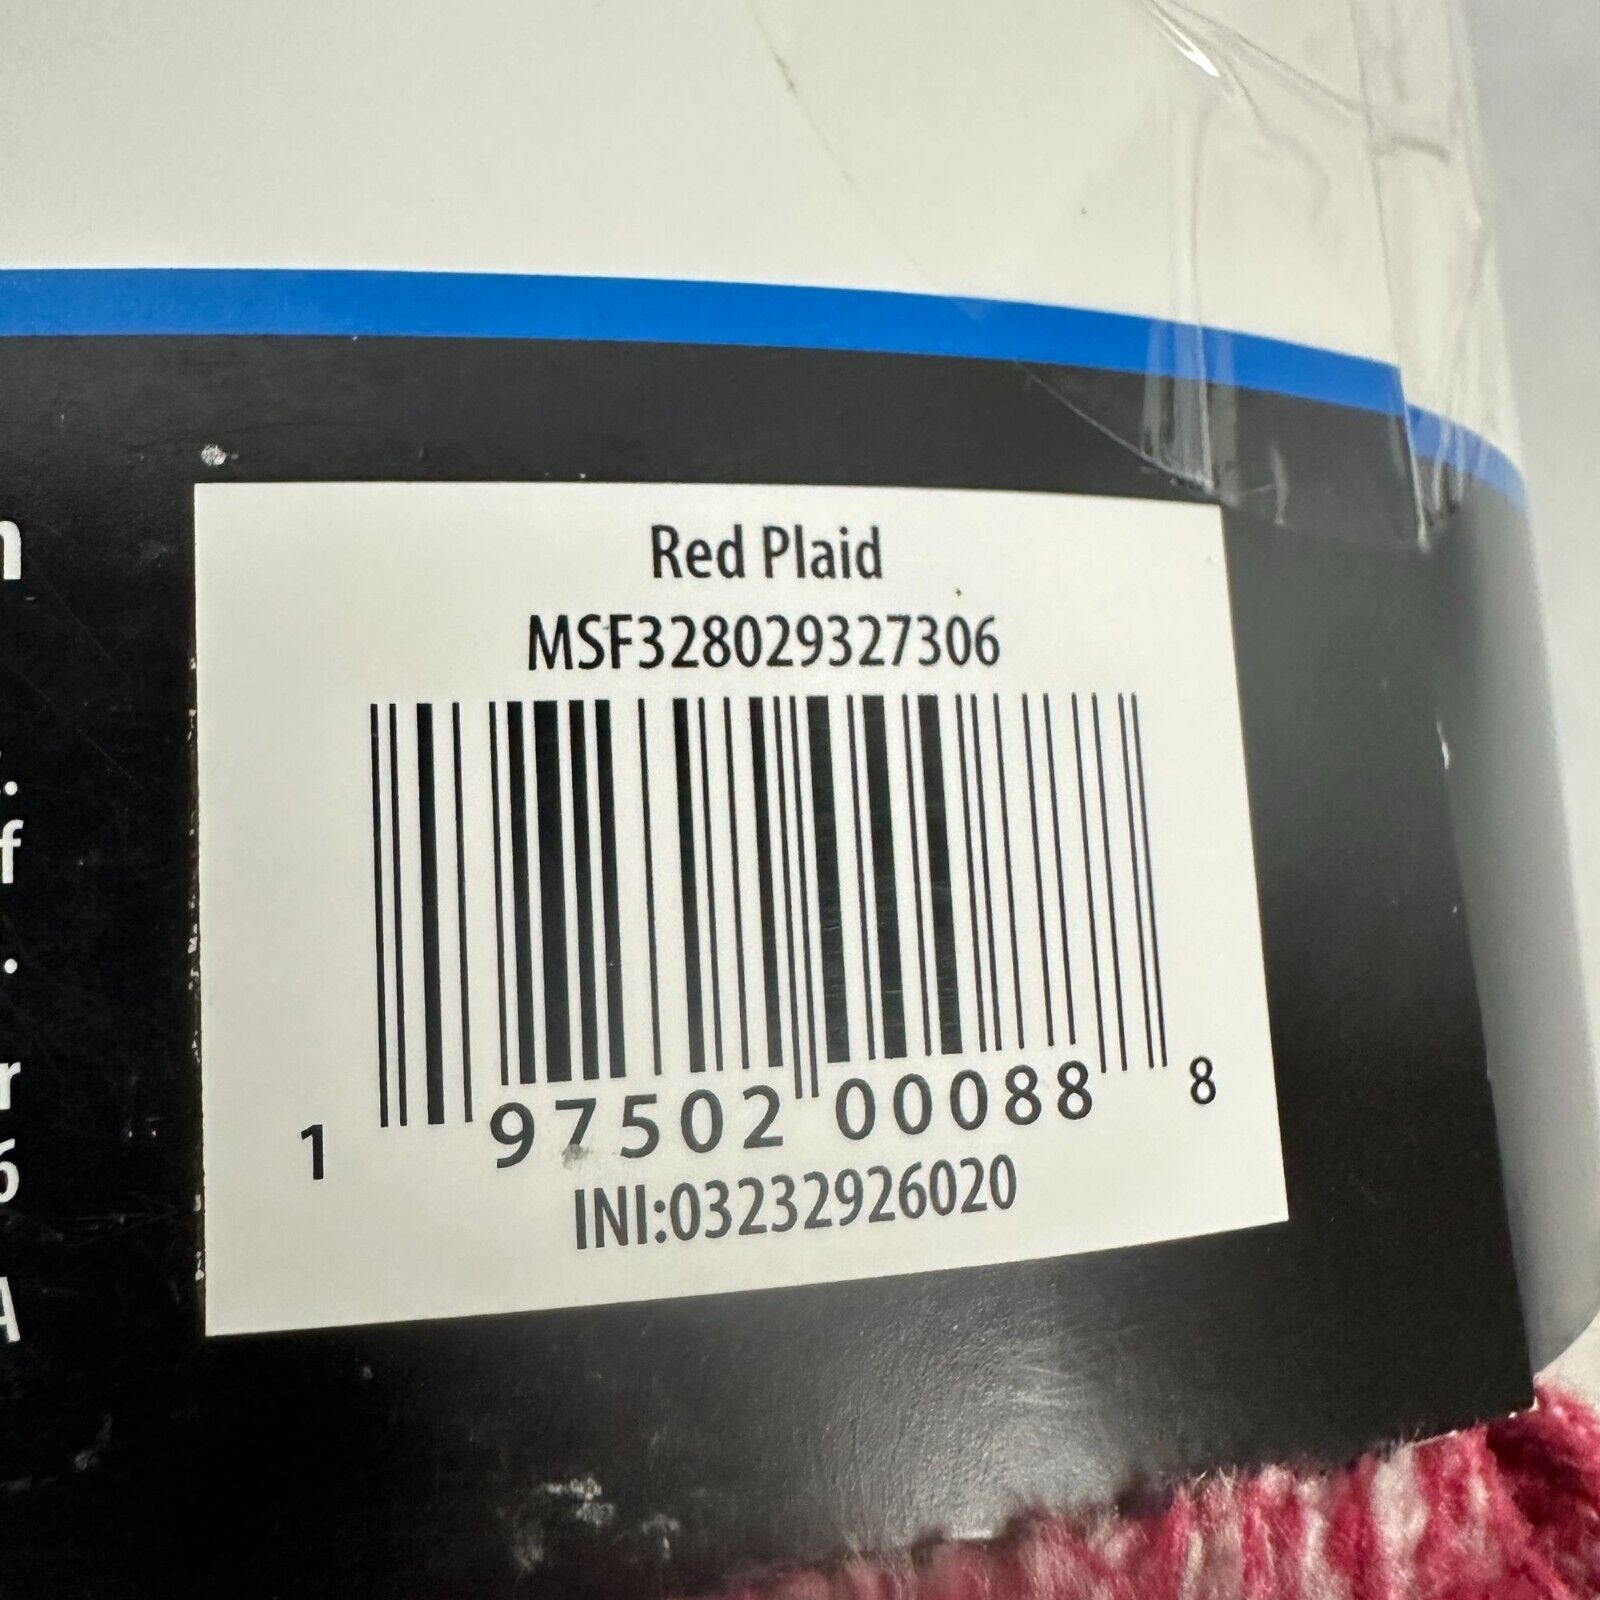 Red Plaid
MSF328029327306
1 97502 00088 8
INI:03232926020